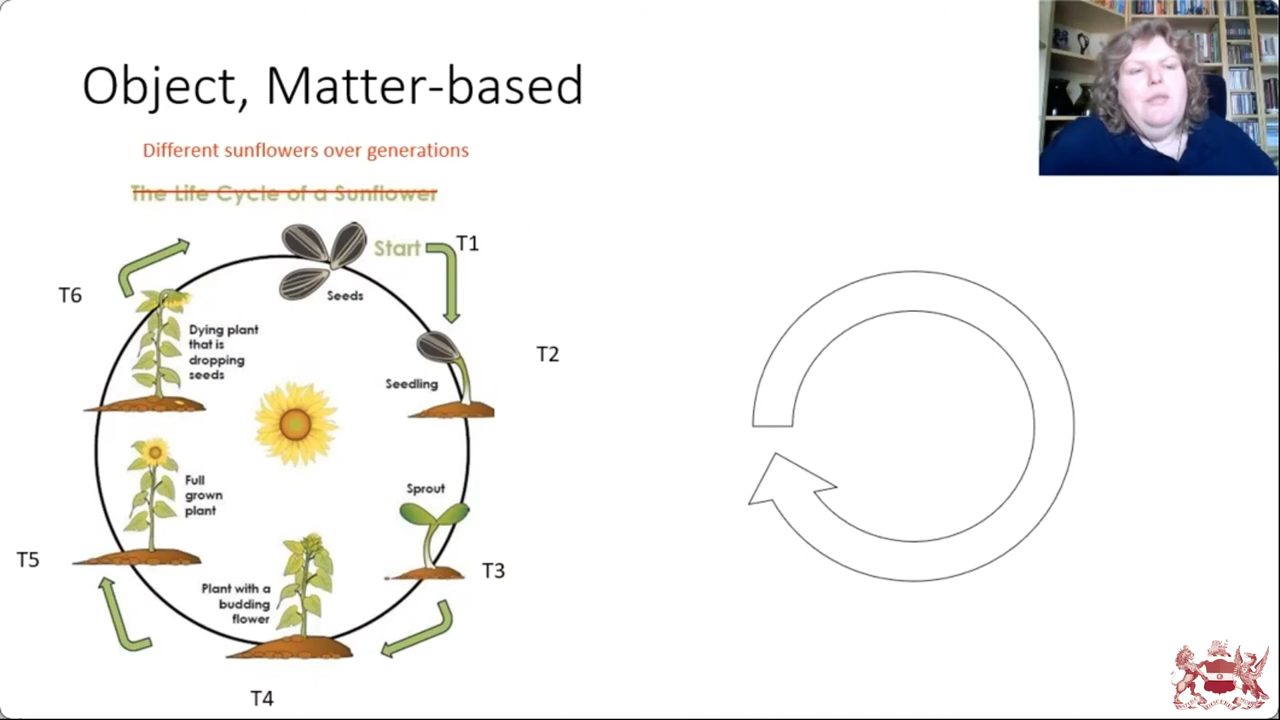 Object, Matter-based
Different sunflowers over generations
The Life Cycle of a Sunflower
Start
T1
Seeds
T6
Dying plant
that is
dropping
seeds
T2
Seedling
Sprout
Full
grown
plant
T5
T3
Plant with a
budding
flower
T4